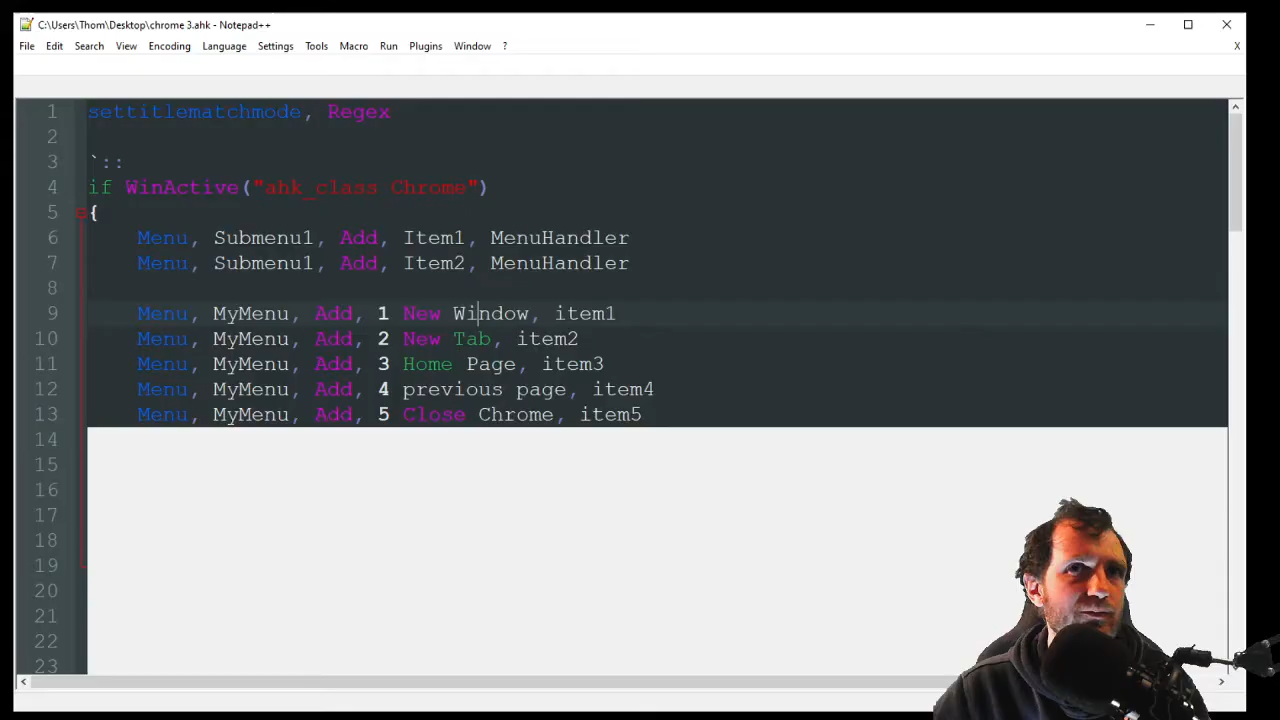 C:\Users\Thom\Desktop\chrome 3.ahk - Notepad++
File Edit Search View Encoding Language Settings Tools Macro Run Plugins Window ? X
1 settitlematchmode, Regex
2
3 `::
4 if WinActive("ahk_class Chrome")
5 {
6 Menu, Submenu1, Add, Item1, MenuHandler
7 Menu, Submenu1, Add, Item2, MenuHandler
8
9 Menu, MyMenu, Add, 1 New Window, item1
10 Menu, MyMenu, Add, 2 New Tab, item2
11 Menu, MyMenu, Add, 3 Home Page, item3
12 Menu, MyMenu, Add, 4 previous page, item4
13 Menu, MyMenu, Add, 5 Close Chrome, item5
14
15
16
17
18
19
20
21
22
23